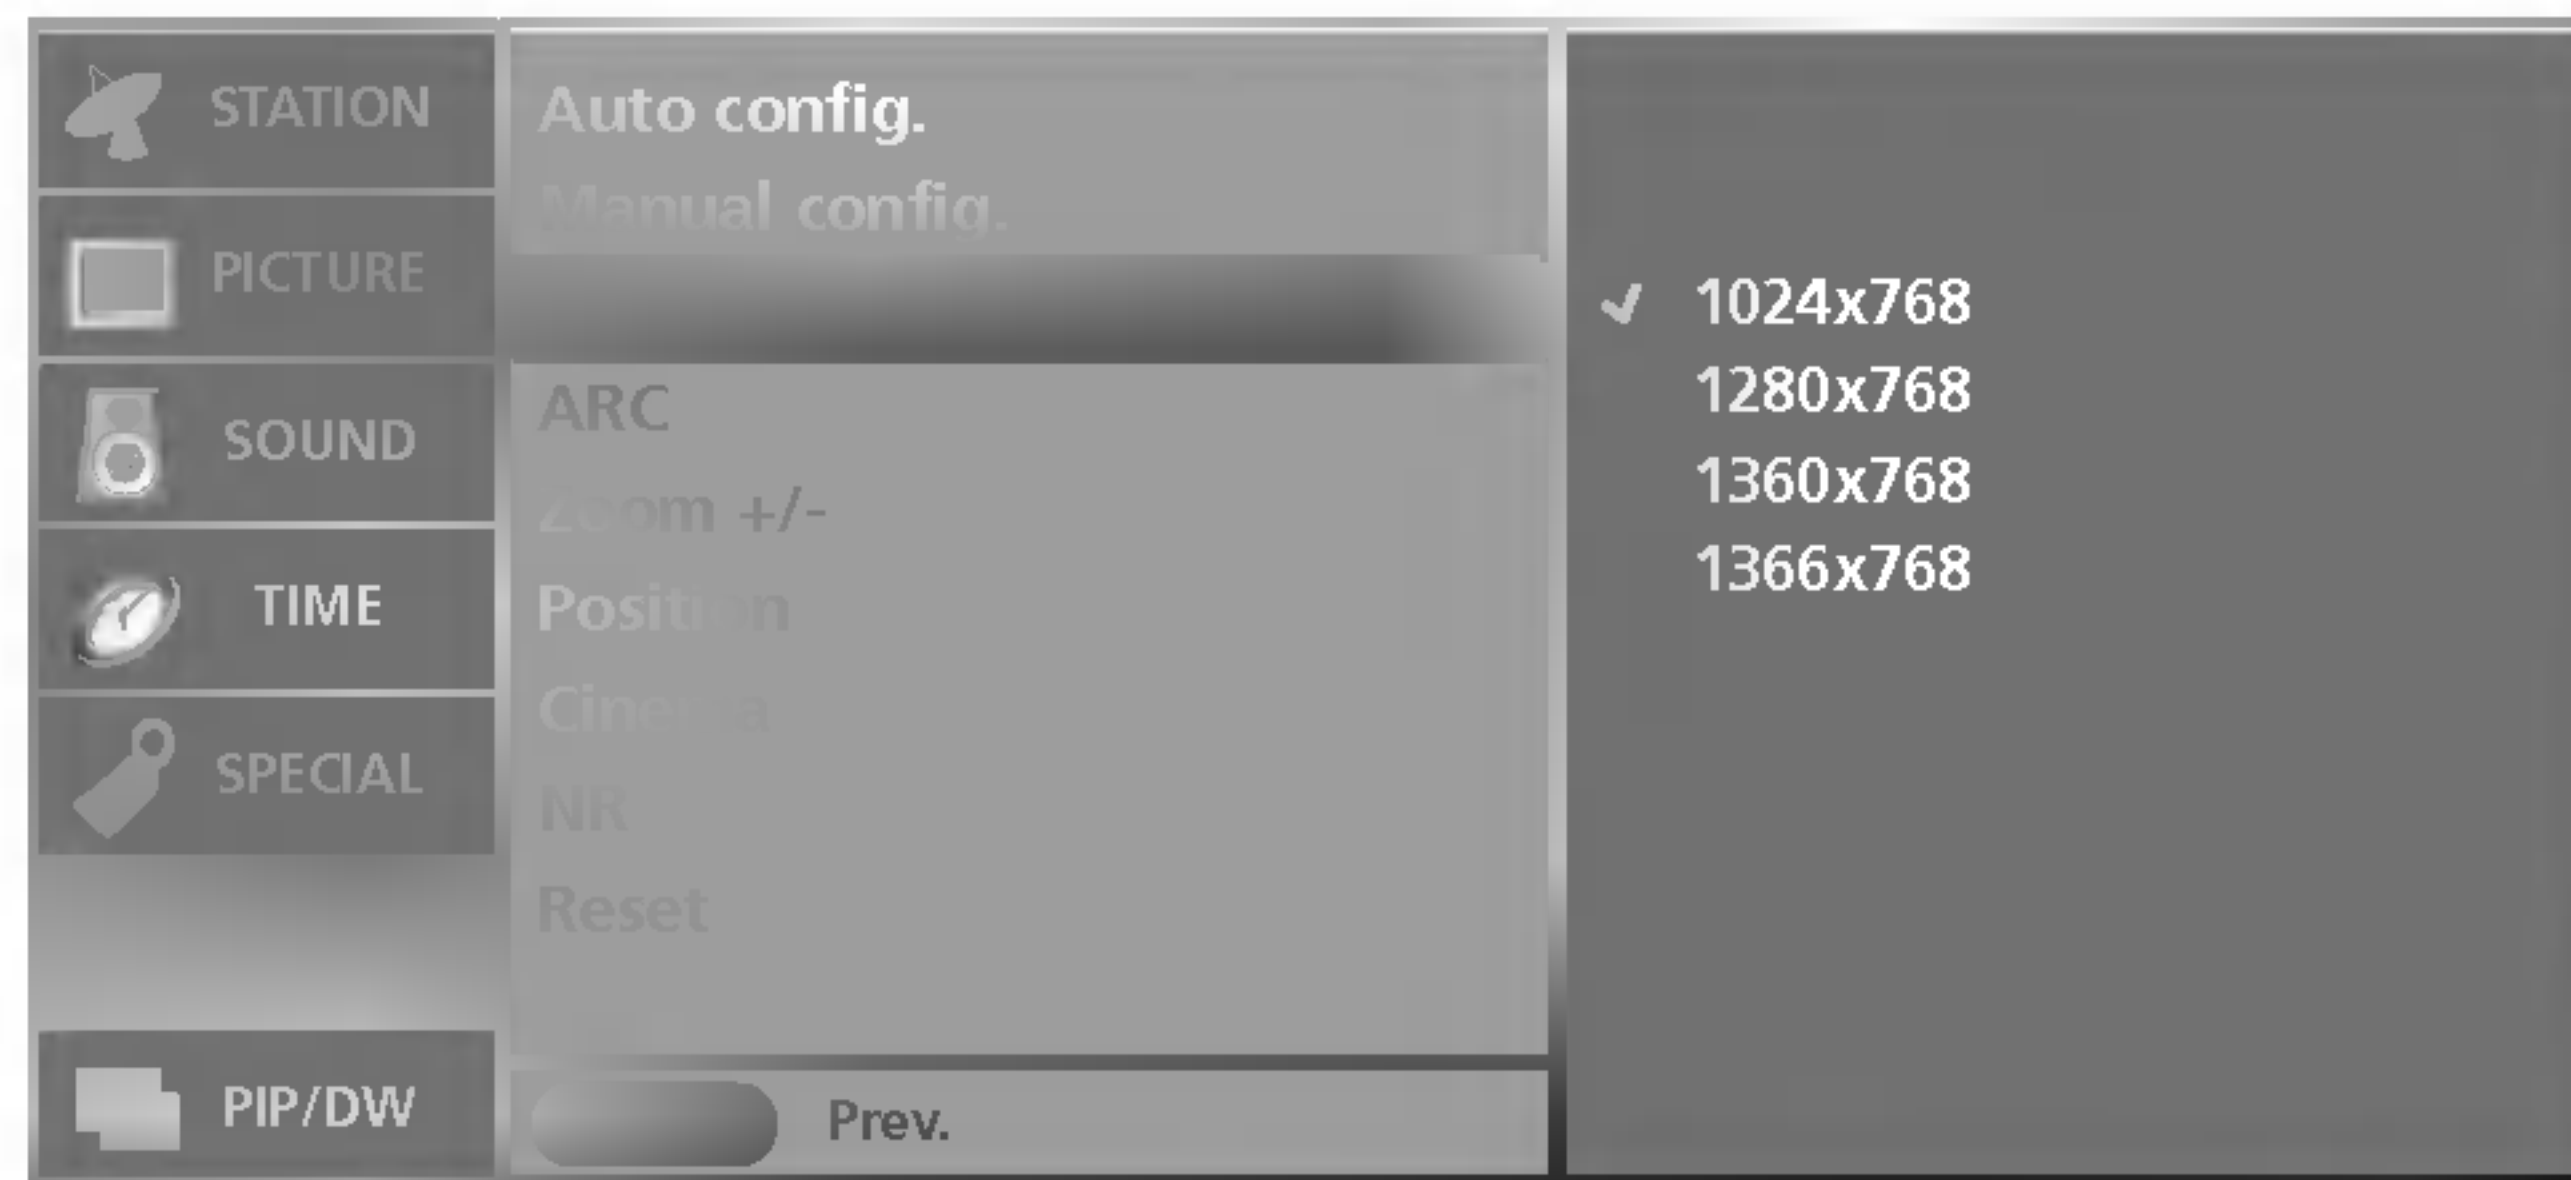 STATION
PICTURE
SOUND
TIME
SPECIAL
PIP/DW
Auto config.
Manual config.
ARC
Zoom +/-
Position
Cinema
NR
Reset
Prev.
1024x768
1280x768
1360x768
1366x768